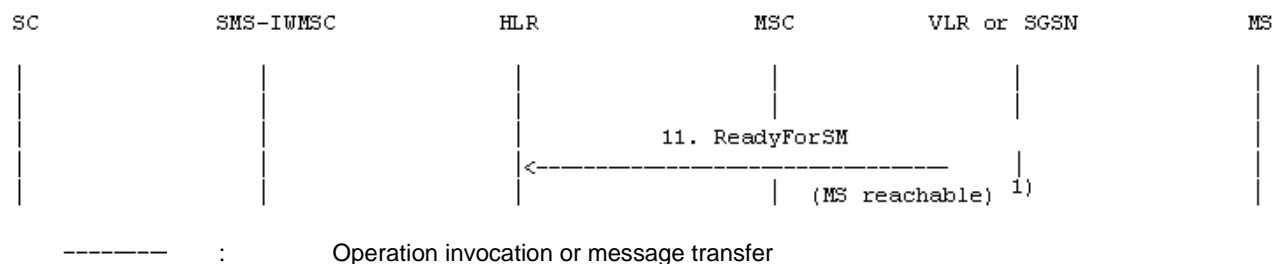 SC SMS-IWMSC HLR MSC VLR or SGSN MS
11. ReadyForSM
(MS reachable) 1)
: Operation invocation or message transfer